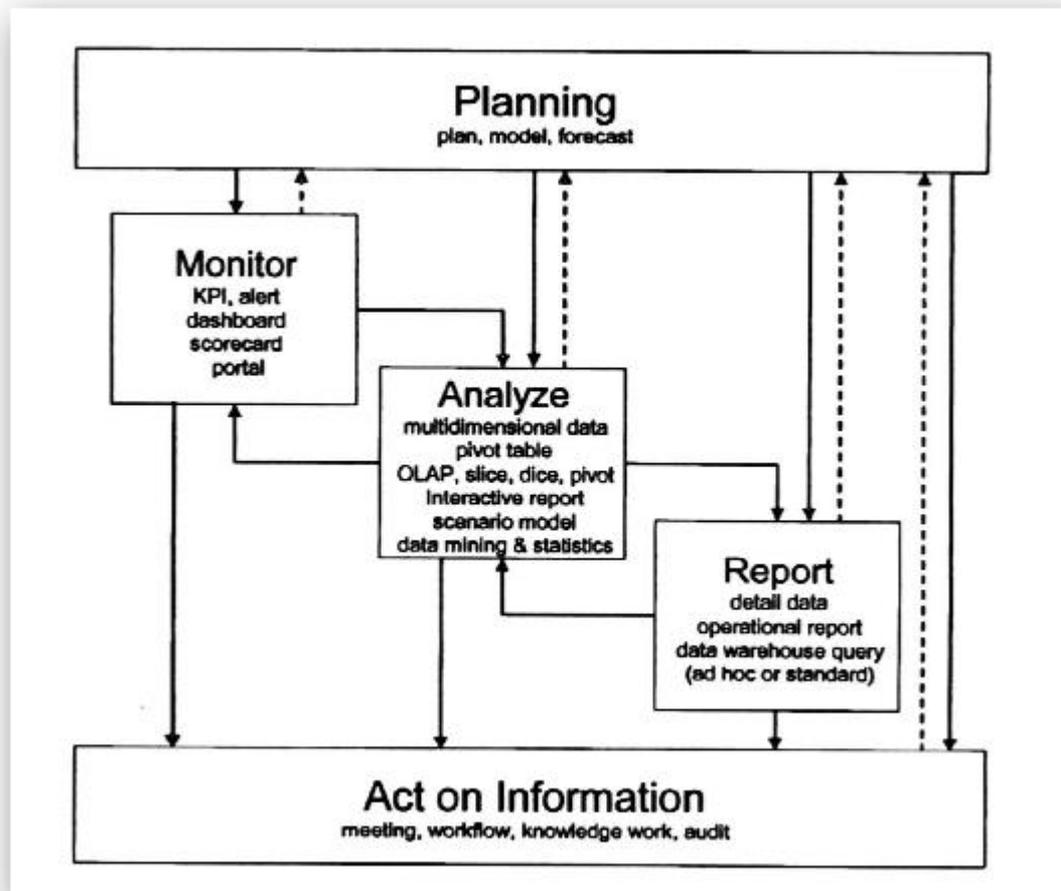 Planning
plan, model, forecast
Monitor
KPI, alert
dashboard
scorecard
portal
Analyze
multidimensional data
pivot table
OLAP, slice, dice, pivot
interactive report
scenario model
data mining & statistics
Report
detail data
operational report
data warehouse query
(ad hoc or standard)
Act on Information
meeting, workflow, knowledge work, audit